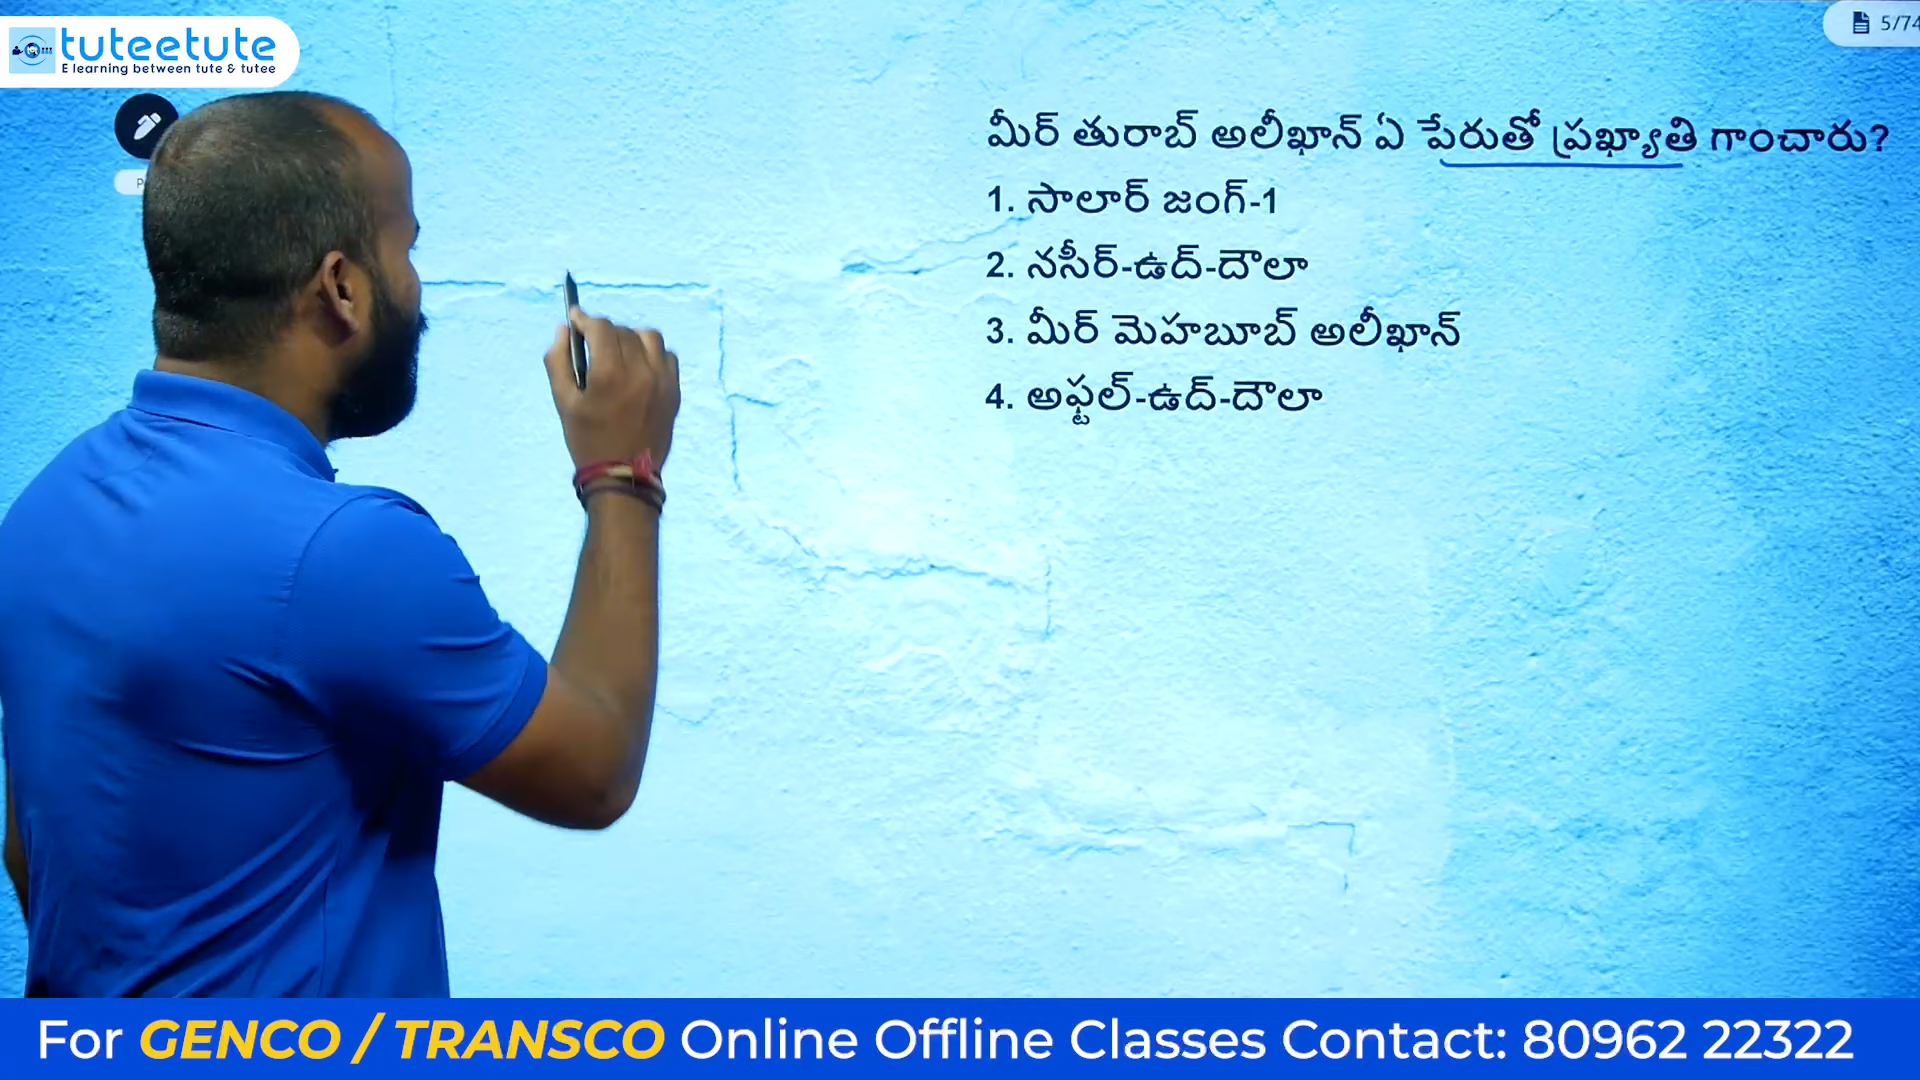 tuteetute
E learning between tute & tutee
5/74
మీర్ తురాబ్ అలీఖాన్ ఏ పేరుతో ప్రఖ్యాతి గాంచారు?
1. సాలార్ జంగ్-1
2. నసీర్-ఉద్-దౌలా
3. మీర్ మెహబూబ్ అలీఖాన్
4. అఫ్టల్-ఉద్-దౌలా
For GENCO / TRANSCO Online Offline Classes Contact: 80962 22322